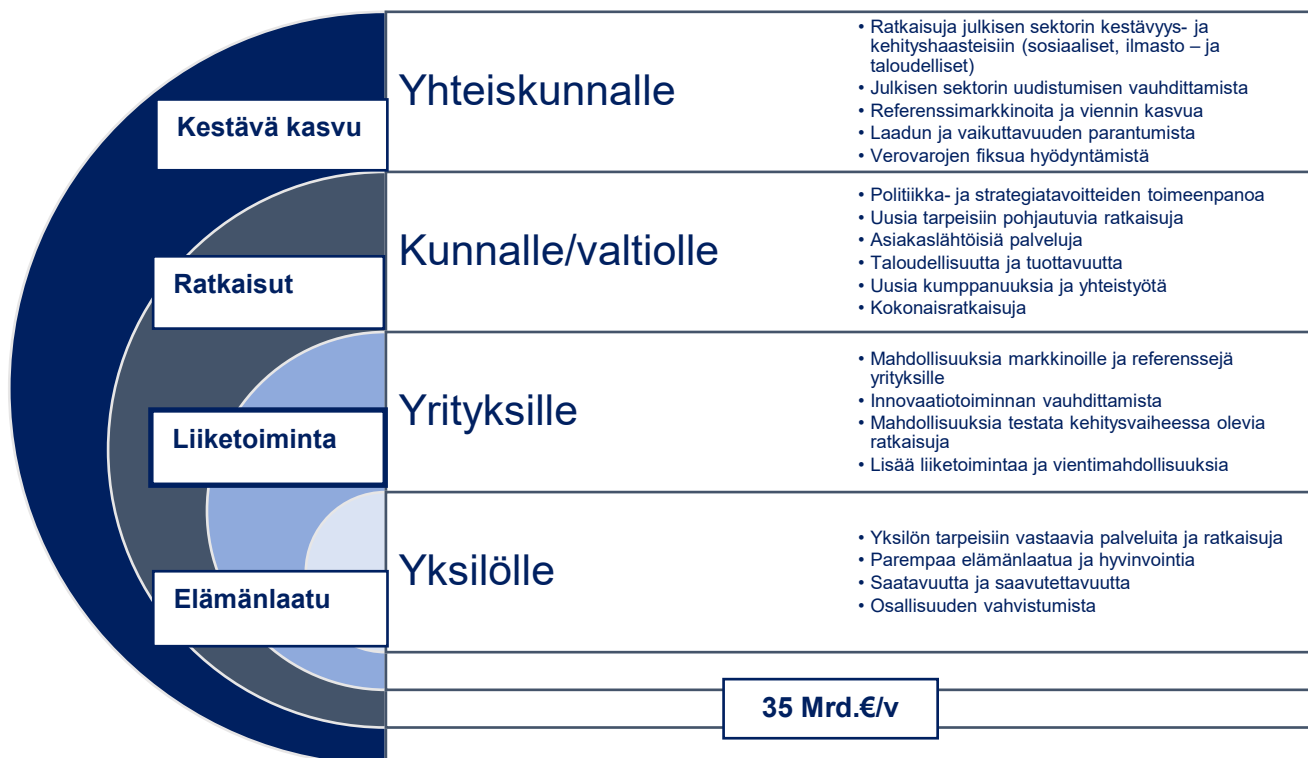 Kestävä kasvu
Yhteiskunnalle
• Ratkaisuja julkisen sektorin kestävyys- ja
kehityshaasteisiin (sosiaaliset, ilmasto – ja
taloudelliset)
• Julkisen sektorin uudistumisen vauhdittamista
• Referenssimarkkinoita ja viennin kasvua
• Laadun ja vaikuttavuuden parantumista
• Verovarojen fiksua hyödyntämistä
Ratkaisut
Kunnalle/valtiolle
• Politiikka- ja strategiatavoitteiden toimeenpanoa
• Uusia tarpeisiin pohjautuvia ratkaisuja
• Asiakaslähtöisiä palveluja
• Taloudellisuutta ja tuottavuutta
• Uusia kumppanuuksia ja yhteistyötä
• Kokonaisratkaisuja
Liiketoiminta
Yrityksille
• Mahdollisuuksia markkinoille ja referenssejä
yrityksille
• Innovaatiotoiminnan vauhdittamista
• Mahdollisuuksia testata kehitysvaiheessa olevia
ratkaisuja
• Lisää liiketoimintaa ja vientimahdollisuuksia
Elämänlaatu
Yksilölle
• Yksilön tarpeisiin vastaavia palveluita ja ratkaisuja
• Parempaa elämänlaatua ja hyvinvointia
• Saatavuutta ja saavutettavuutta
• Osallisuuden vahvistumista
35 Mrd.€/v